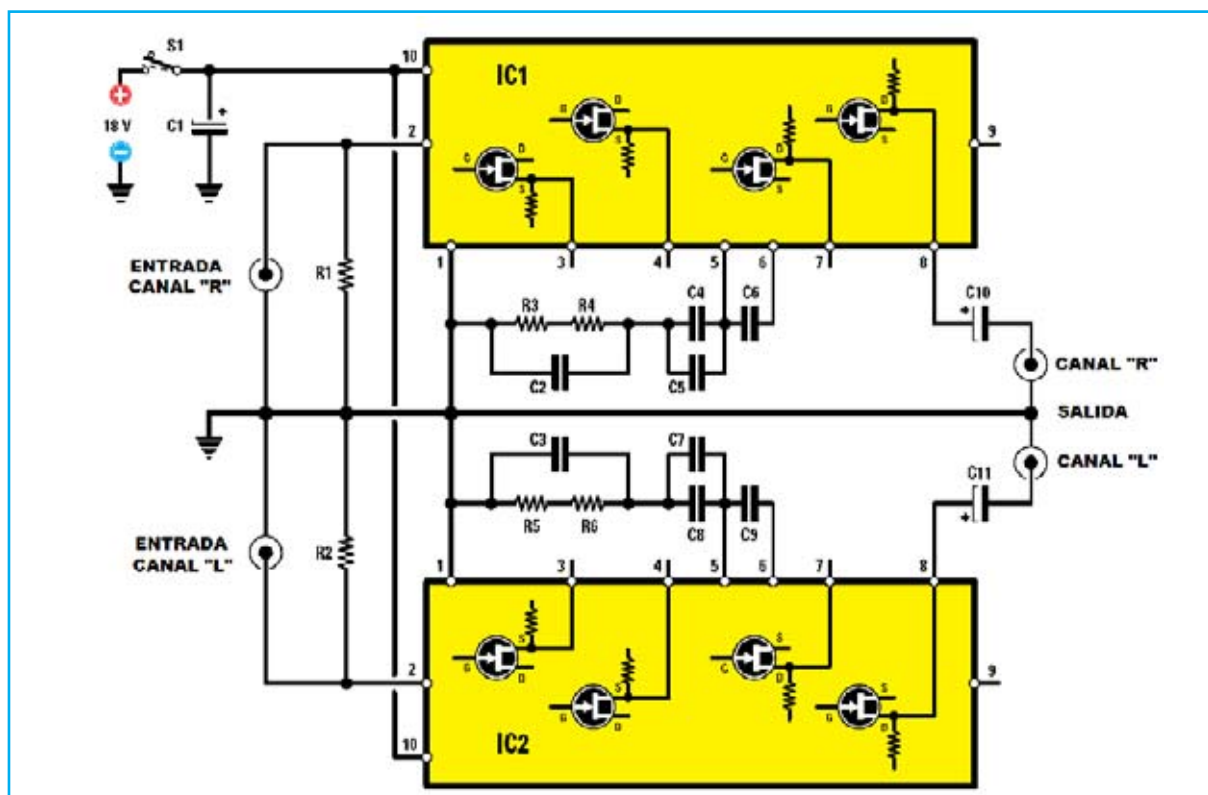 S1
10
IC1
18 V
C1
2
9
G D S
G D S
G D S
G D S
1 3 4 5 6 7 8
ENTRADA
CANAL "R"
R1
R3 R4 C4 C6 C10
C2 C5
CANAL "R"
SALIDA
C3 C7
CANAL "L"
C11
R5 R6 C8 C9
ENTRADA
CANAL "L"
R2
1 3 4 5 6 7 8
S G D
S G D
S G D
S G D
2
9
10
IC2